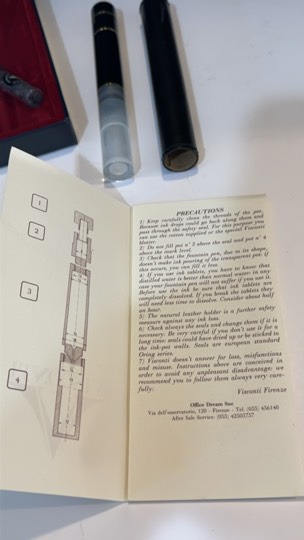 1
2
3
4
PRECAUTIONS
1) Keep carefully clean the threads of the pen.
Because ink drops could go back along them and
pass through the safety seal. For this purpose you
can use the cotton supplied or the special Visconti
blotter.
2) Do not fill pot n° 3 above the seal and pot n° 4
above the mark level.
3) Check that the fountain pen, due to its shape,
doesn't make ink pouring of the transparent pot: if
this occurs, you can fill it less.
4) If you use ink tablets, you have to know that
distilled water is better than normal water: in any
case your fountain pen will not suffer if you use it.
Before use the ink be sure that ink tablets are
completely dissolved. If you break the tablets they
will need less time to dissolve. Consider about half
an hour.
5) The natural leather holder is a further safety
measure against any ink loss.
6) Check always the seals and change them if it is
necessary. Be very careful if you don't use it for a
long time: seals could have dried up or be sticked to
the ink-pot walls. Seals are european standard
Oring series.
7) Visconti doesn't answer for loss, misfunctions
and misuse. Instructions above are conceived in
order to avoid any unpleasant disadvantage: we
recommend you to follow them always very care-
fully.
Visconti Firenze
Office Dream Snc
Via dell'osservatorio, 120 - Firenze - Tel. (055) 456140
After Sale Service: (055)